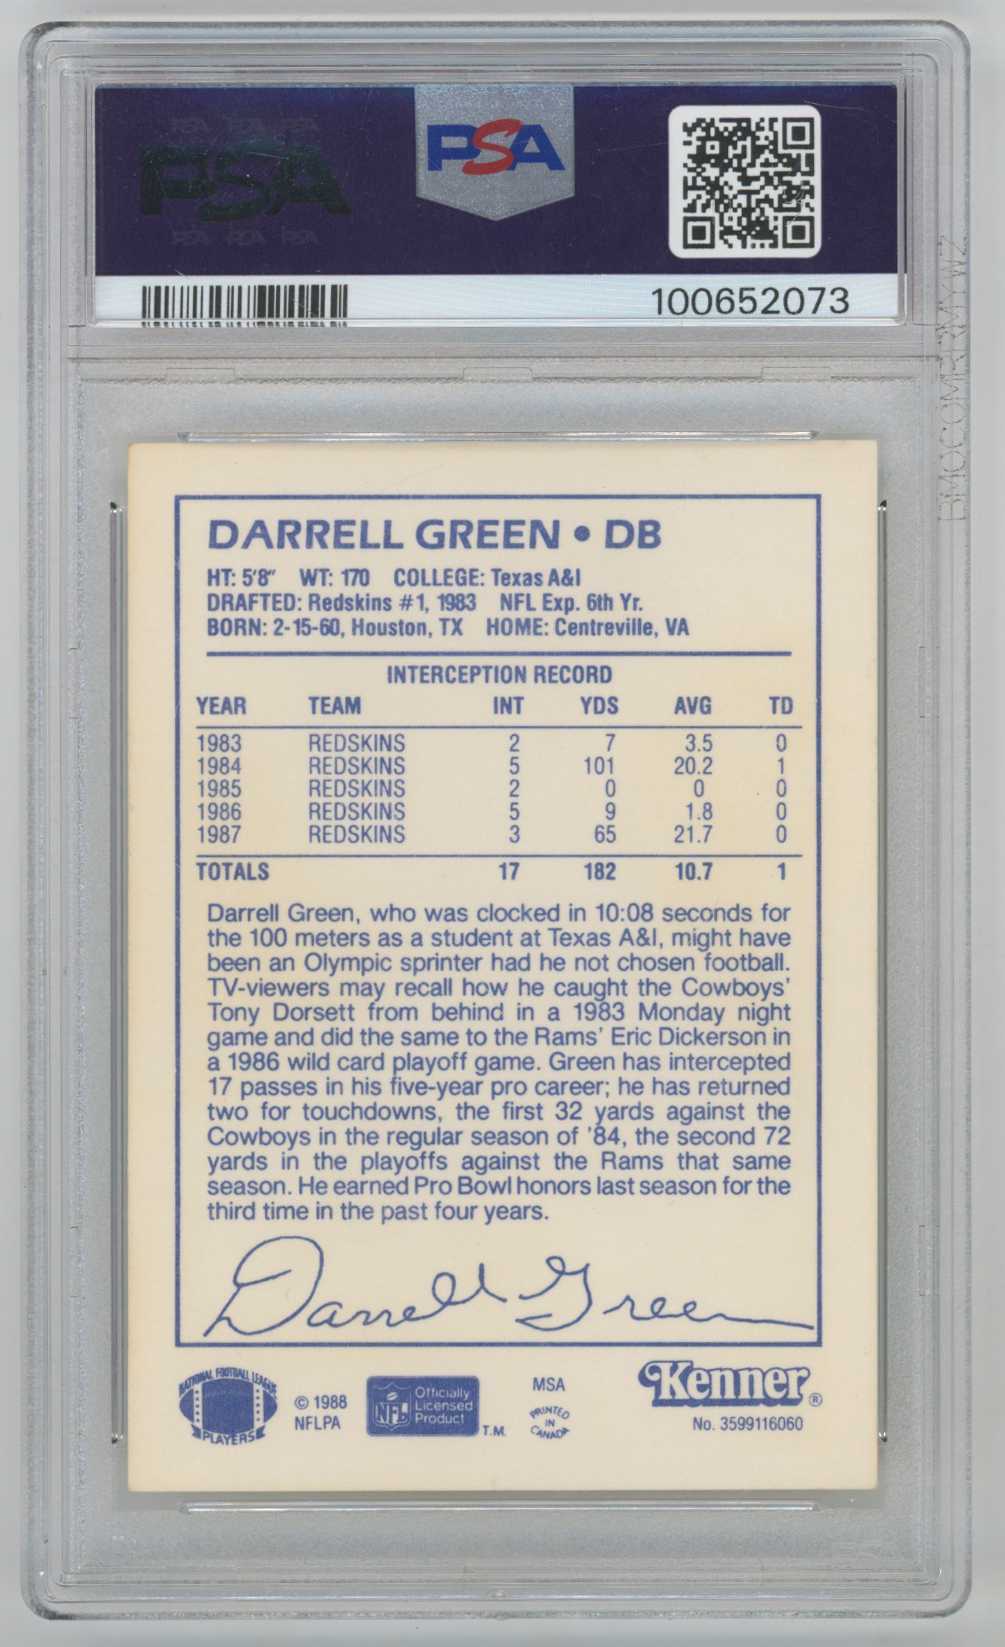 PSA PSA PSA
PSA
PSA PSA PSA
PSA
100652073
BMOCOMRRMYWZ
DARRELL GREEN • DB
HT: 5'8" WT: 170 COLLEGE: Texas A&I
DRAFTED: Redskins #1, 1983 NFL Exp. 6th Yr.
BORN: 2-15-60, Houston, TX HOME: Centreville, VA
INTERCEPTION RECORD
YEAR TEAM INT YDS AVG TD
1983 REDSKINS 2 7 3.5 0
1984 REDSKINS 5 101 20.2 1
1985 REDSKINS 2 0 0 0
1986 REDSKINS 5 9 1.8 0
1987 REDSKINS 3 65 21.7 0
TOTALS 17 182 10.7 1
Darrell Green, who was clocked in 10:08 seconds for
the 100 meters as a student at Texas A&I, might have
been an Olympic sprinter had he not chosen football.
TV-viewers may recall how he caught the Cowboys'
Tony Dorsett from behind in a 1983 Monday night
game and did the same to the Rams' Eric Dickerson in
a 1986 wild card playoff game. Green has intercepted
17 passes in his five-year pro career; he has returned
two for touchdowns, the first 32 yards against the
Cowboys in the regular season of '84, the second 72
yards in the playoffs against the Rams that same
season. He earned Pro Bowl honors last season for the
third time in the past four years.
Darrell Green
NATIONAL FOOTBALL LEAGUE
PLAYERS
© 1988
NFLPA
NFL
Officially
Licensed
Product
T.M.
MSA
PRINTED
IN
CANADA
Kenner®
No. 3599116060
PSA